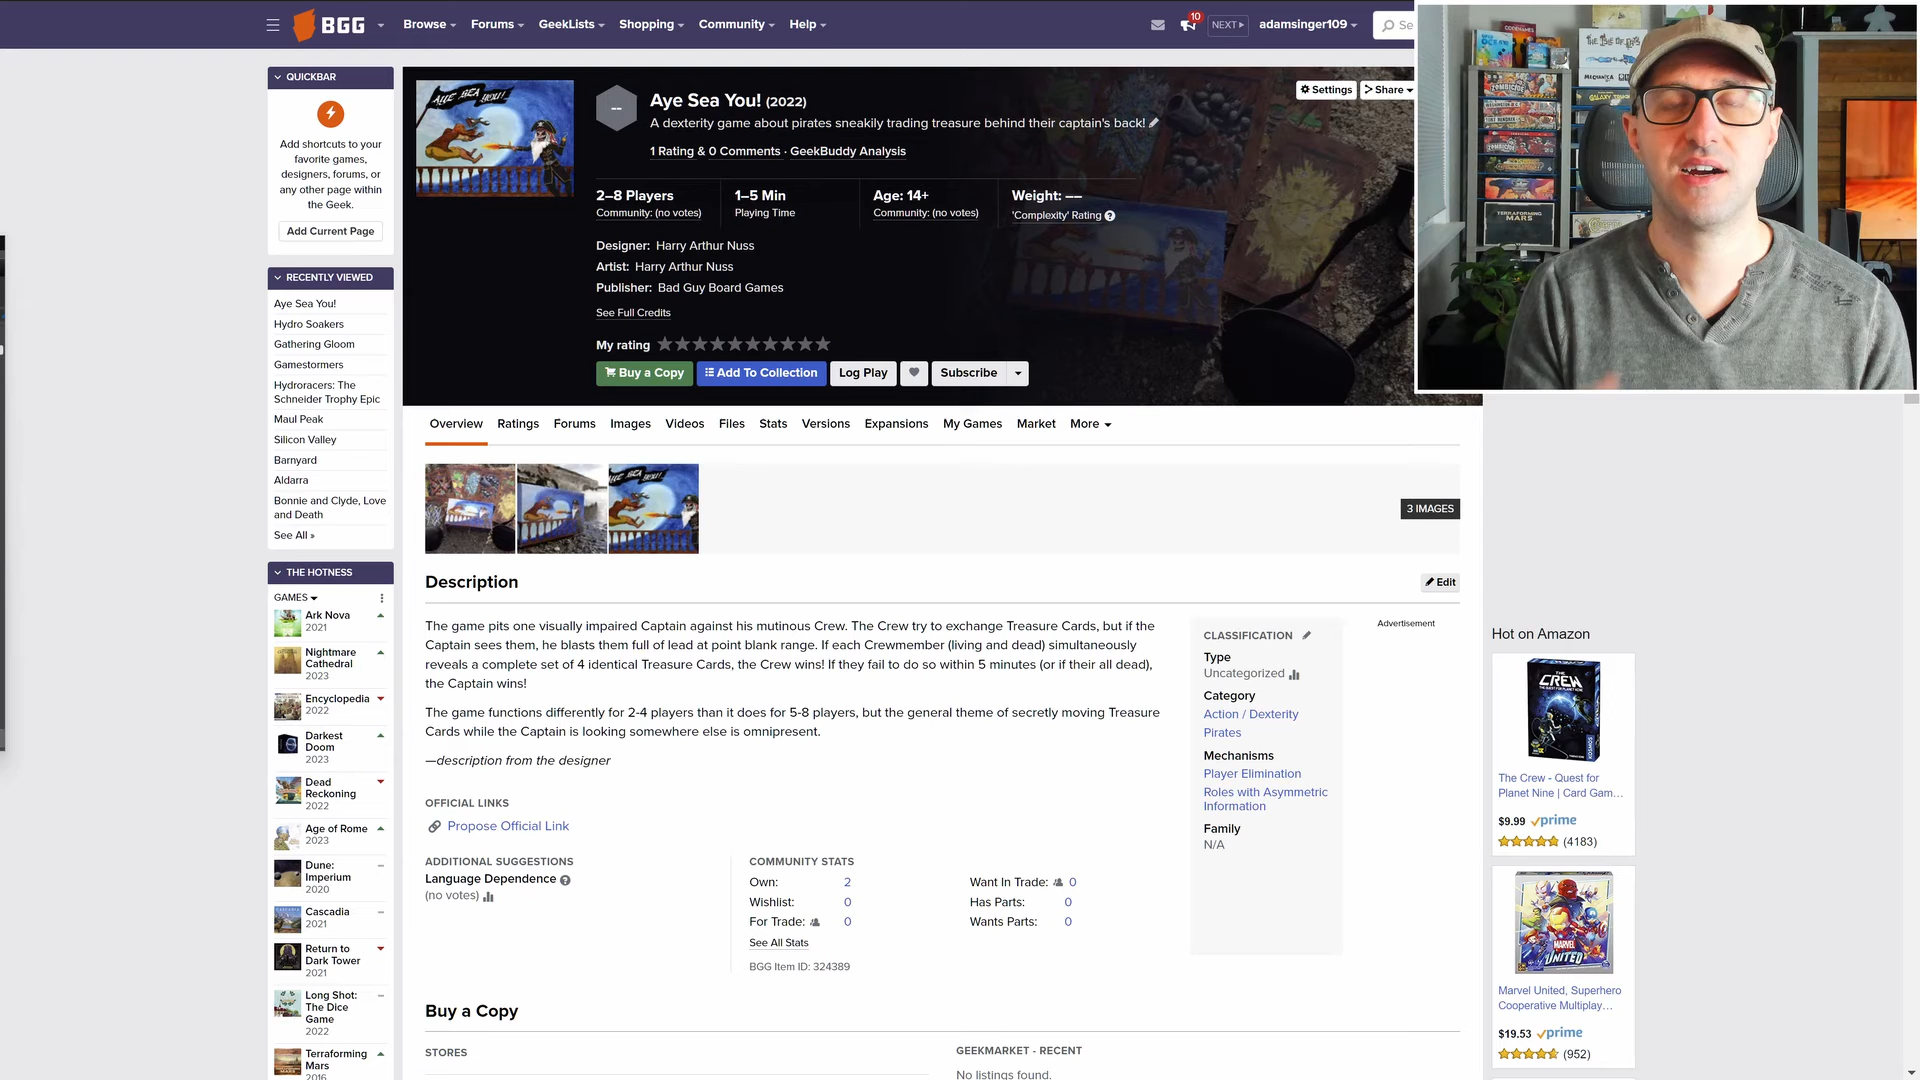 BGG
Browse
Forums
GeekLists
Shopping
Community
Help
10
NEXT
adamsinger109
Se
QUICKBAR
Add shortcuts to your
favorite games,
designers, forums, or
any other page within
the Geek.
Add Current Page
RECENTLY VIEWED
Aye Sea You!
Hydro Soakers
Gathering Gloom
Gamestormers
Hydroracers: The
Schneider Trophy Epic
Maul Peak
Silicon Valley
Barnyard
Aldarra
Bonnie and Clyde, Love
and Death
See All »
THE HOTNESS
GAMES
Ark Nova
2021
Nightmare
Cathedral
2023
Encyclopedia
2022
Darkest
Doom
2023
Dead
Reckoning
2022
Age of Rome
2023
Dune:
Imperium
2020
Cascadia
2021
Return to
Dark Tower
2021
Long Shot:
The Dice
Game
2022
Terraforming
Mars
2016
AYE SEA YOU!
--
Aye Sea You! (2022)
A dexterity game about pirates sneakily trading treasure behind their captain's back!
1 Rating & 0 Comments · GeekBuddy Analysis
Settings
Share
2–8 Players
Community: (no votes)
1–5 Min
Playing Time
Age: 14+
Community: (no votes)
Weight: ––
'Complexity' Rating
Designer: Harry Arthur Nuss
Artist: Harry Arthur Nuss
Publisher: Bad Guy Board Games
See Full Credits
My rating
Buy a Copy
Add To Collection
Log Play
Subscribe
Overview
Ratings
Forums
Images
Videos
Files
Stats
Versions
Expansions
My Games
Market
More
3 IMAGES
Description
Edit
The game pits one visually impaired Captain against his mutinous Crew. The Crew try to exchange Treasure Cards, but if the
Captain sees them, he blasts them full of lead at point blank range. If each Crewmember (living and dead) simultaneously
reveals a complete set of 4 identical Treasure Cards, the Crew wins! If they fail to do so within 5 minutes (or if their all dead),
the Captain wins!
The game functions differently for 2-4 players than it does for 5-8 players, but the general theme of secretly moving Treasure
Cards while the Captain is looking somewhere else is omnipresent.
—description from the designer
OFFICIAL LINKS
Propose Official Link
ADDITIONAL SUGGESTIONS
Language Dependence
(no votes)
COMMUNITY STATS
Own: 2
Wishlist: 0
For Trade: 0
Want In Trade: 0
Has Parts: 0
Wants Parts: 0
See All Stats
BGG Item ID: 324389
CLASSIFICATION
Type
Uncategorized
Category
Action / Dexterity
Pirates
Mechanisms
Player Elimination
Roles with Asymmetric
Information
Family
N/A
Advertisement
Buy a Copy
STORES
GEEKMARKET - RECENT
No listings found.
Hot on Amazon
THE CREW
KOSMOS
The Crew - Quest for
Planet Nine | Card Gam...
$9.99 prime
(4183)
MARVEL
UNITED
Marvel United, Superhero
Cooperative Multiplay...
$19.53 prime
(952)
CODENAMES
ZOMBICIDE
MECHANICA
TERRAFORMING
MARS